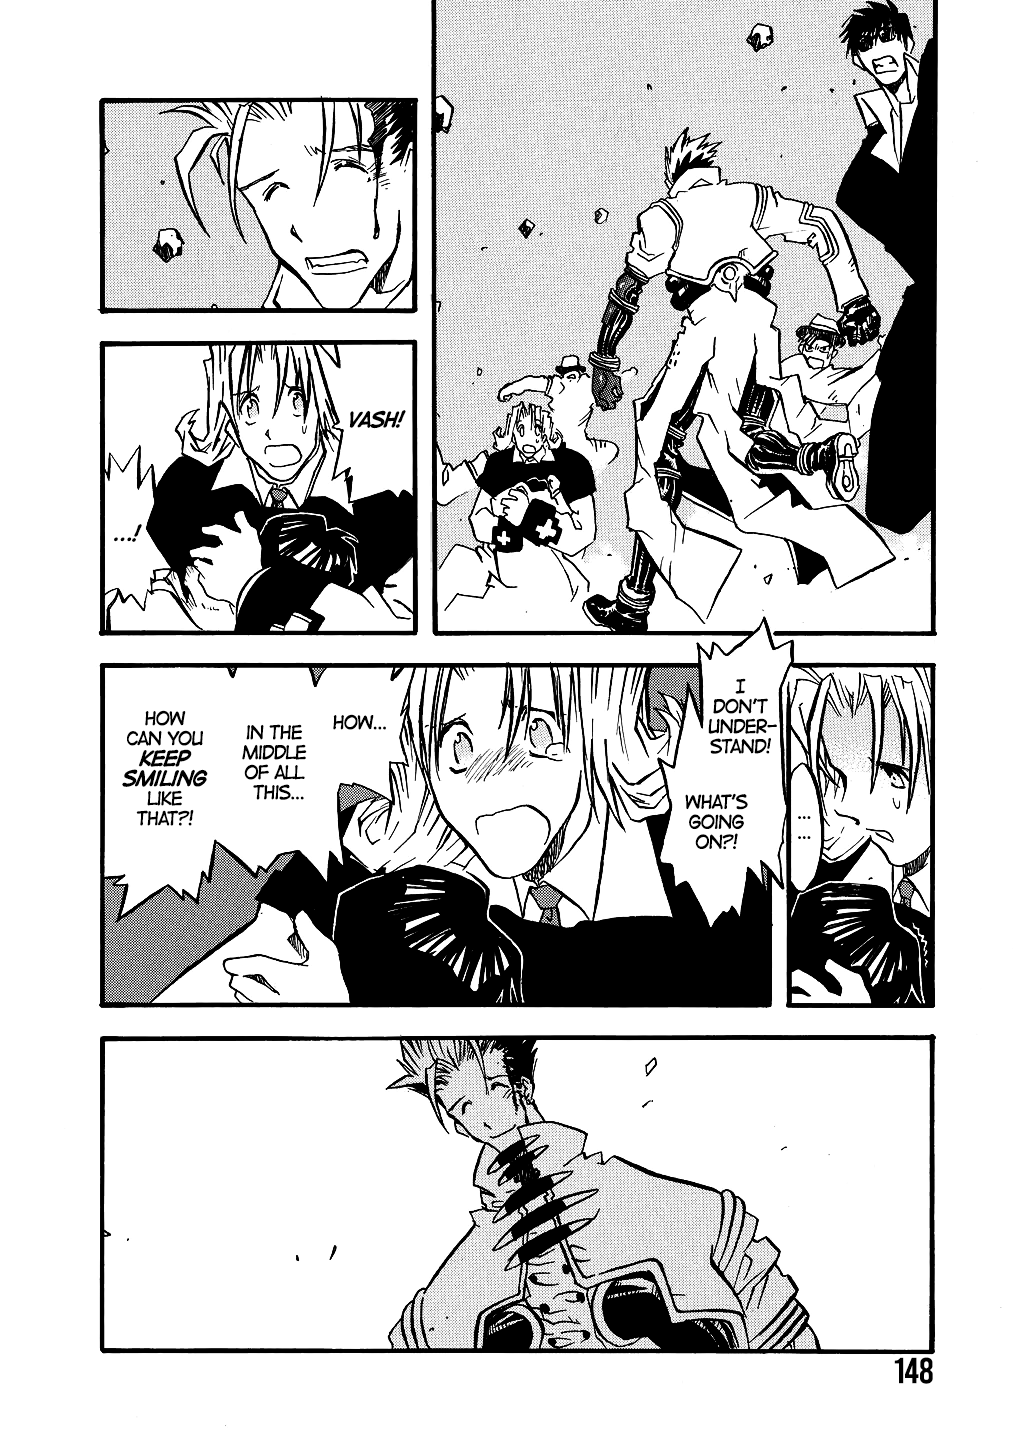 VASH!
...!
......
I
DON'T
UNDER-
STAND!
WHAT'S
GOING
ON?!
HOW...
IN THE
MIDDLE
OF ALL
THIS...
HOW
CAN YOU
KEEP
SMILING
LIKE
THAT?!
148